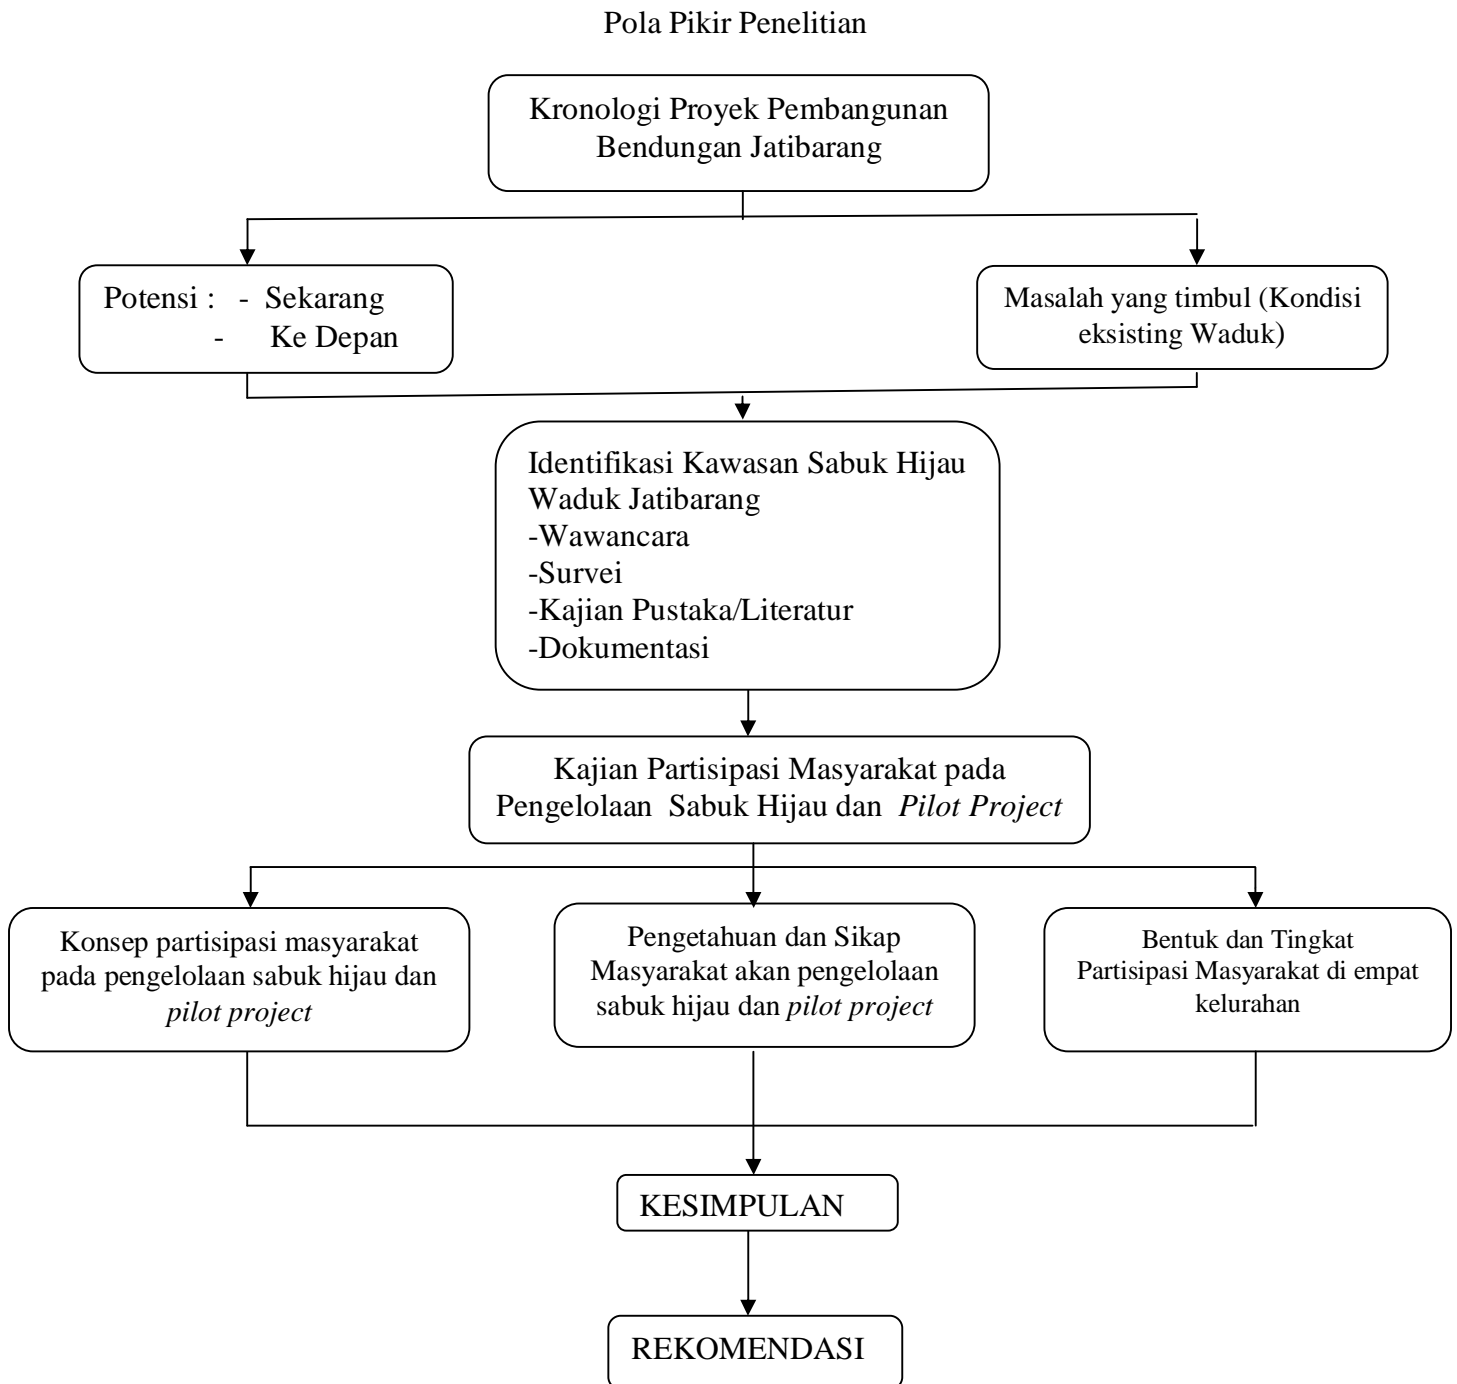 Pola Pikir Penelitian
Kronologi Proyek Pembangunan
Bendungan Jatibarang
Potensi : - Sekarang
- Ke Depan
Masalah yang timbul (Kondisi
eksisting Waduk)
Identifikasi Kawasan Sabuk Hijau
Waduk Jatibarang
-Wawancara
-Survei
-Kajian Pustaka/Literatur
-Dokumentasi
Kajian Partisipasi Masyarakat pada
Pengelolaan Sabuk Hijau dan Pilot Project
Konsep partisipasi masyarakat
pada pengelolaan sabuk hijau dan
pilot project
Pengetahuan dan Sikap
Masyarakat akan pengelolaan
sabuk hijau dan pilot project
Bentuk dan Tingkat
Partisipasi Masyarakat di empat
kelurahan
KESIMPULAN
REKOMENDASI